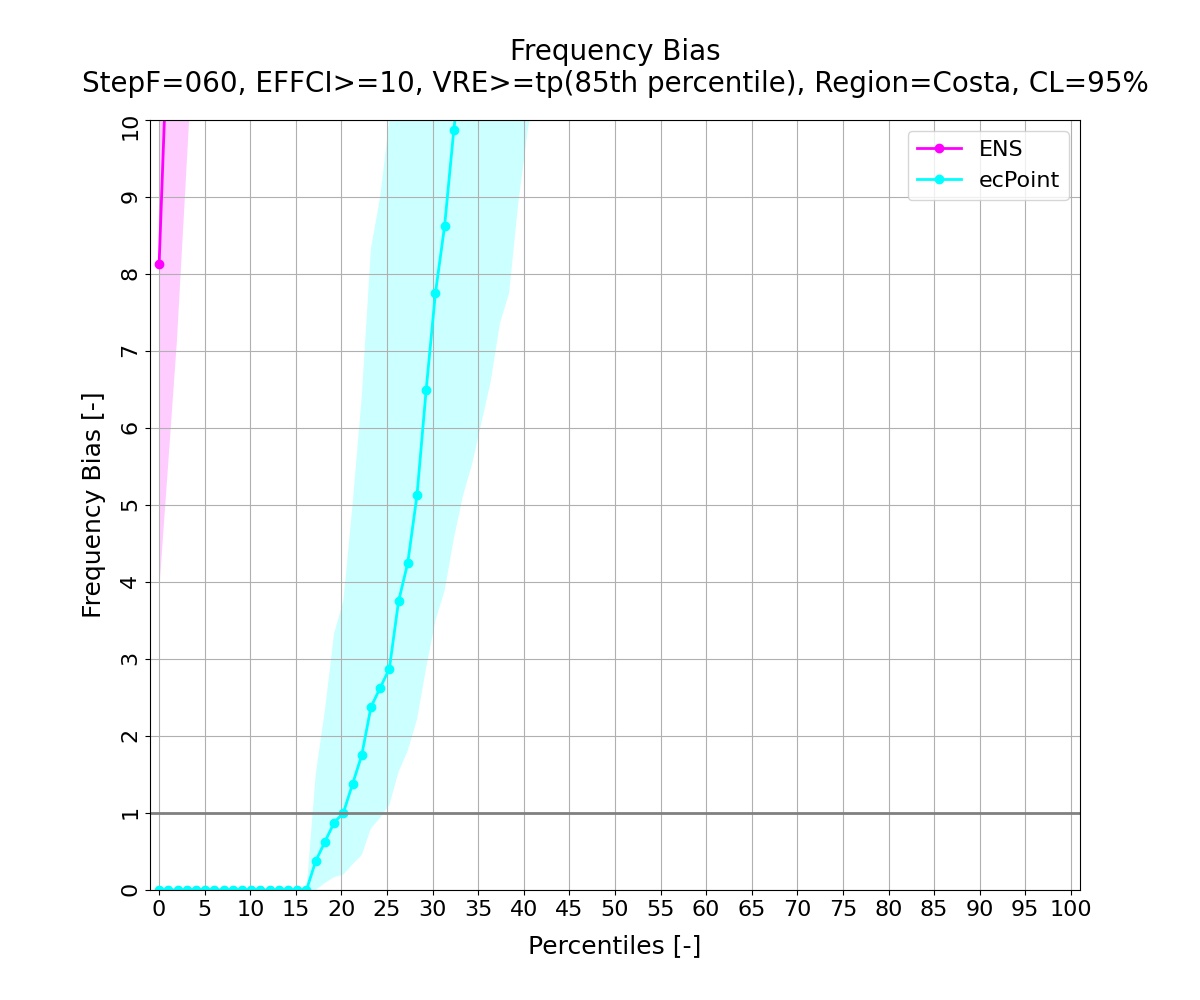 Frequency Bias
StepF=060, EFFCI>=10, VRE>=tp(85th percentile), Region=Costa, CL=95%
ENS
ecPoint
Frequency Bias [-]
10
9
8
7
6
5
4
3
2
1
0
0 5 10 15 20 25 30 35 40 45 50 55 60 65 70 75 80 85 90 95 100
Percentiles [-]